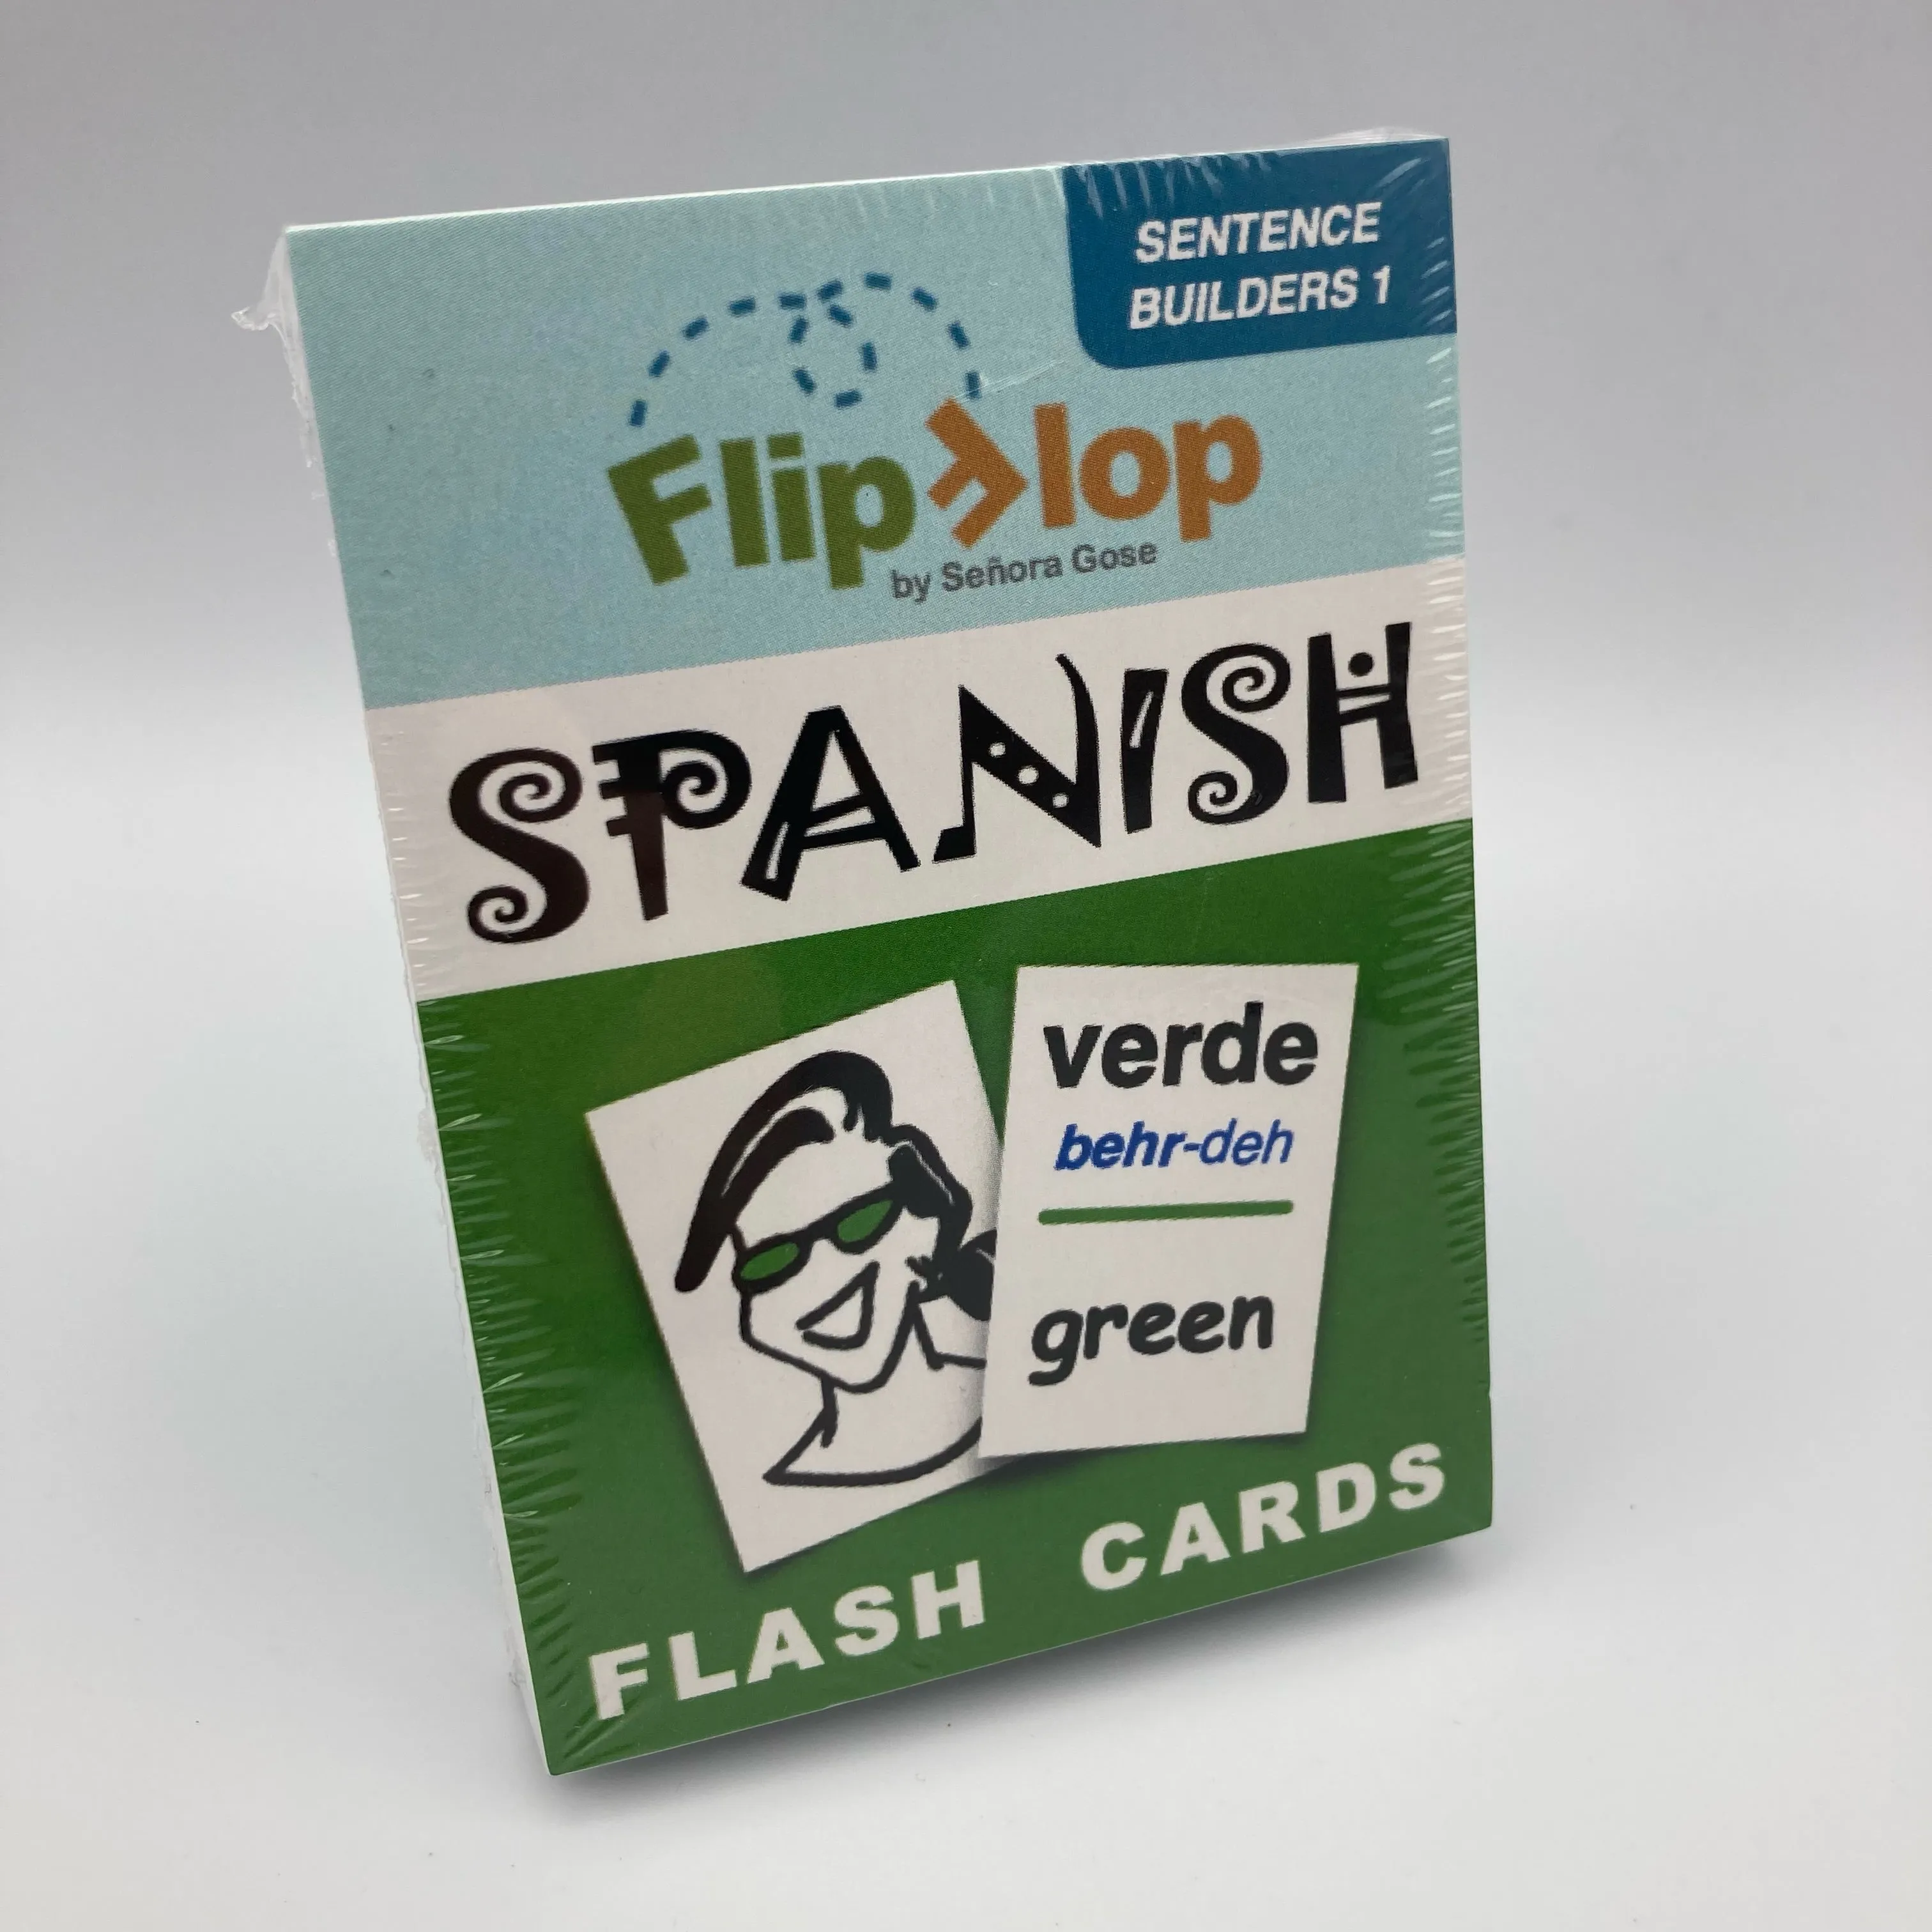 SENTENCE
BUILDERS 1
FlipFlop
by Señora Gose
SPANISH
verde
behr-deh
green
FLASH CARDS